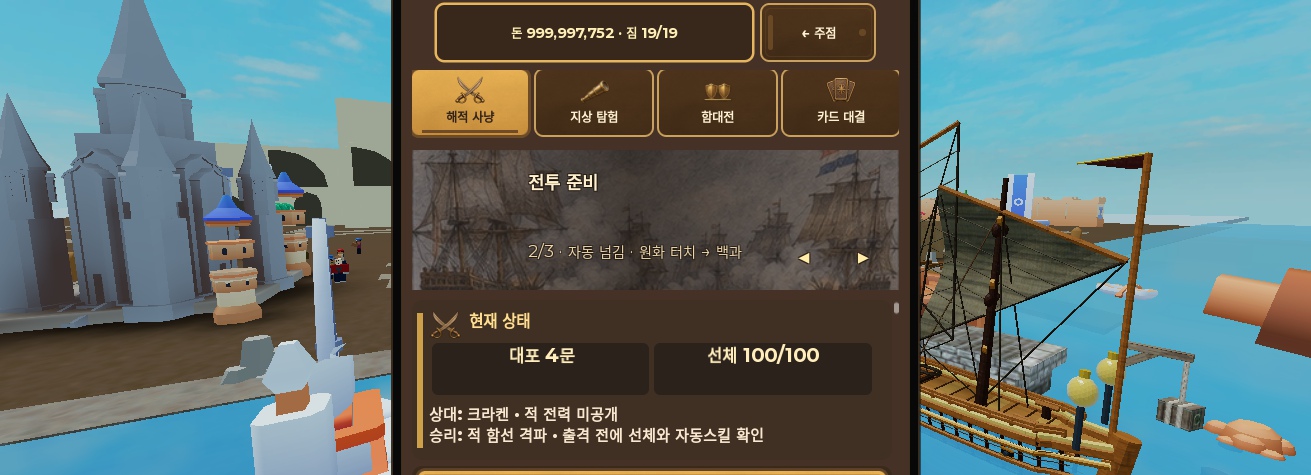 돈 999,997,752 · 짐 19/19
← 주점
해적 사냥
지상 탐험
함대전
카드 대결
전투 준비
2/3 · 자동 넘김 · 원화 터치 → 백과
◀ ▶
현재 상태
대포 4문
선체 100/100
상대: 크라켄 • 적 전력 미공개
승리: 적 함선 격파 • 출격 전에 선체와 자동스킬 확인